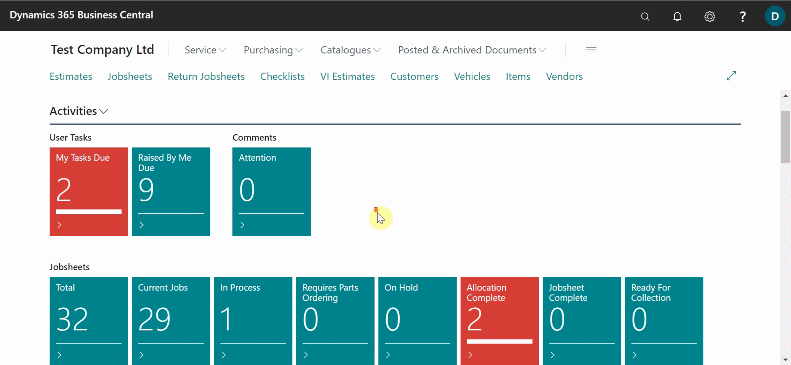 Dynamics 365 Business Central
? D
Test Company Ltd Service Purchasing Catalogues Posted & Archived Documents
Estimates Jobsheets Return Jobsheets Checklists VI Estimates Customers Vehicles Items Vendors
Activities
User Tasks Comments
My Tasks Due Raised By Me Due Attention
2 9 0
Jobsheets
Total Current Jobs In Process Requires Parts Ordering On Hold Allocation Complete Jobsheet Complete Ready For Collection
32 29 1 0 0 2 0 0